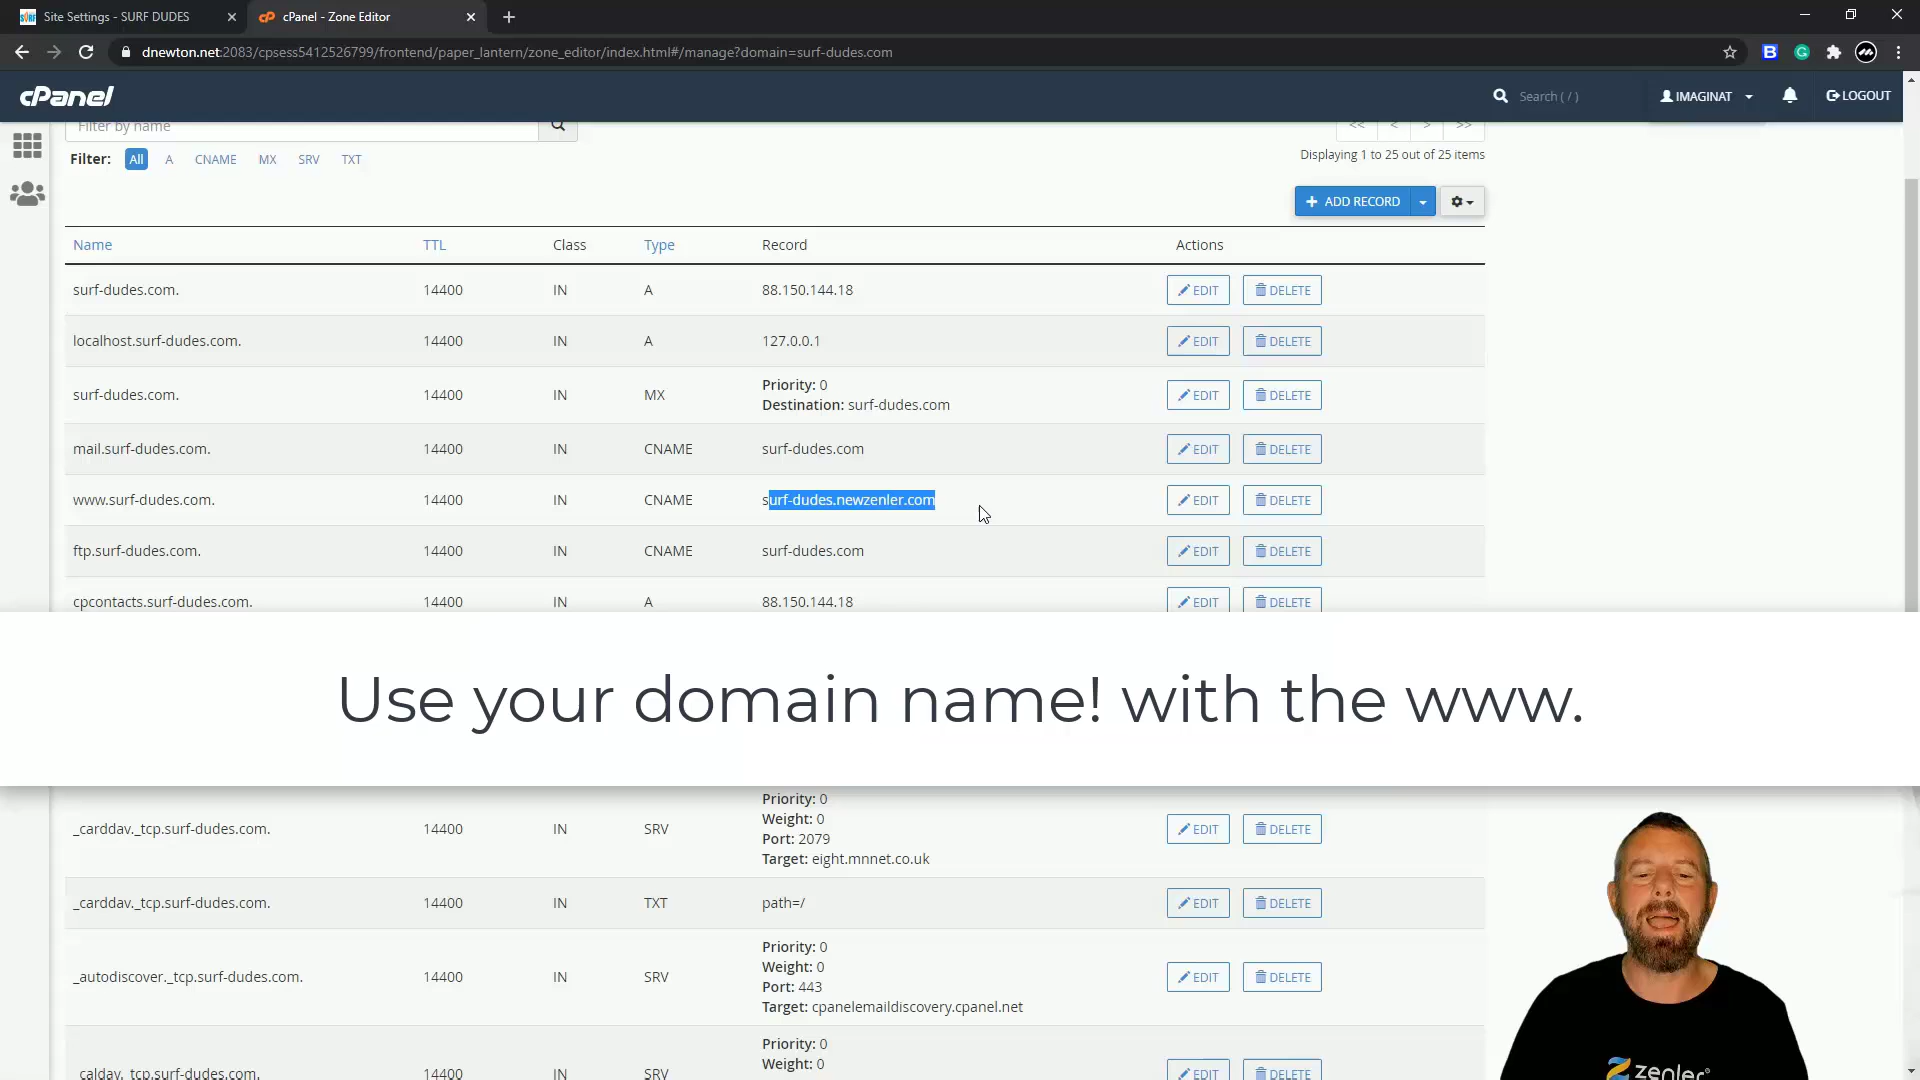 Site Settings - SURF DUDES
cPanel - Zone Editor
dnewton.net:2083/cpsess5412526799/frontend/paper_lantern/zone_editor/index.html#/manage?domain=surf-dudes.com
cPanel
Search ( / )
IMAGINAT
LOGOUT
Filter by name
<< < > >>
Filter: All A CNAME MX SRV TXT
Displaying 1 to 25 out of 25 items
+ ADD RECORD
Name TTL Class Type Record Actions
surf-dudes.com. 14400 IN A 88.150.144.18 EDIT DELETE
localhost.surf-dudes.com. 14400 IN A 127.0.0.1 EDIT DELETE
surf-dudes.com. 14400 IN MX Priority: 0 EDIT DELETE
Destination: surf-dudes.com
mail.surf-dudes.com. 14400 IN CNAME surf-dudes.com EDIT DELETE
www.surf-dudes.com. 14400 IN CNAME surf-dudes.newzenler.com EDIT DELETE
ftp.surf-dudes.com. 14400 IN CNAME surf-dudes.com EDIT DELETE
cpcontacts.surf-dudes.com. 14400 IN A 88.150.144.18 EDIT DELETE
Use your domain name! with the www.
Priority: 0
Weight: 0
_carddav._tcp.surf-dudes.com. 14400 IN SRV EDIT DELETE
Port: 2079
Target: eight.mnnet.co.uk
_carddav._tcp.surf-dudes.com. 14400 IN TXT path=/ EDIT DELETE
Priority: 0
Weight: 0
_autodiscover._tcp.surf-dudes.com. 14400 IN SRV EDIT DELETE
Port: 443
Target: cpanelemaildiscovery.cpanel.net
Priority: 0
Weight: 0
_caldav._tcp.surf-dudes.com. 14400 IN SRV EDIT DELETE
zenler